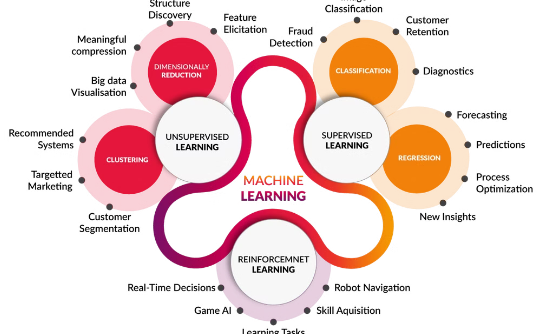 Structure
Discovery
Feature
Elicitation
Meaningful
compression
DIMENSIONALLY
REDUCTION
Big data
Visualisation
Recommended
Systems
CLUSTERING
Targetted
Marketing
Customer
Segmentation
UNSUPERVISED
LEARNING
Fraud
Detection
Classification
Customer
Retention
CLASSIFICATION
Diagnostics
SUPERVISED
LEARNING
Forecasting
REGRESSION
Predictions
Process
Optimization
New Insights
MACHINE
LEARNING
REINFORCEMNET
LEARNING
Real-Time Decisions
Robot Navigation
Game AI
Skill Aquisition
Learning Tasks